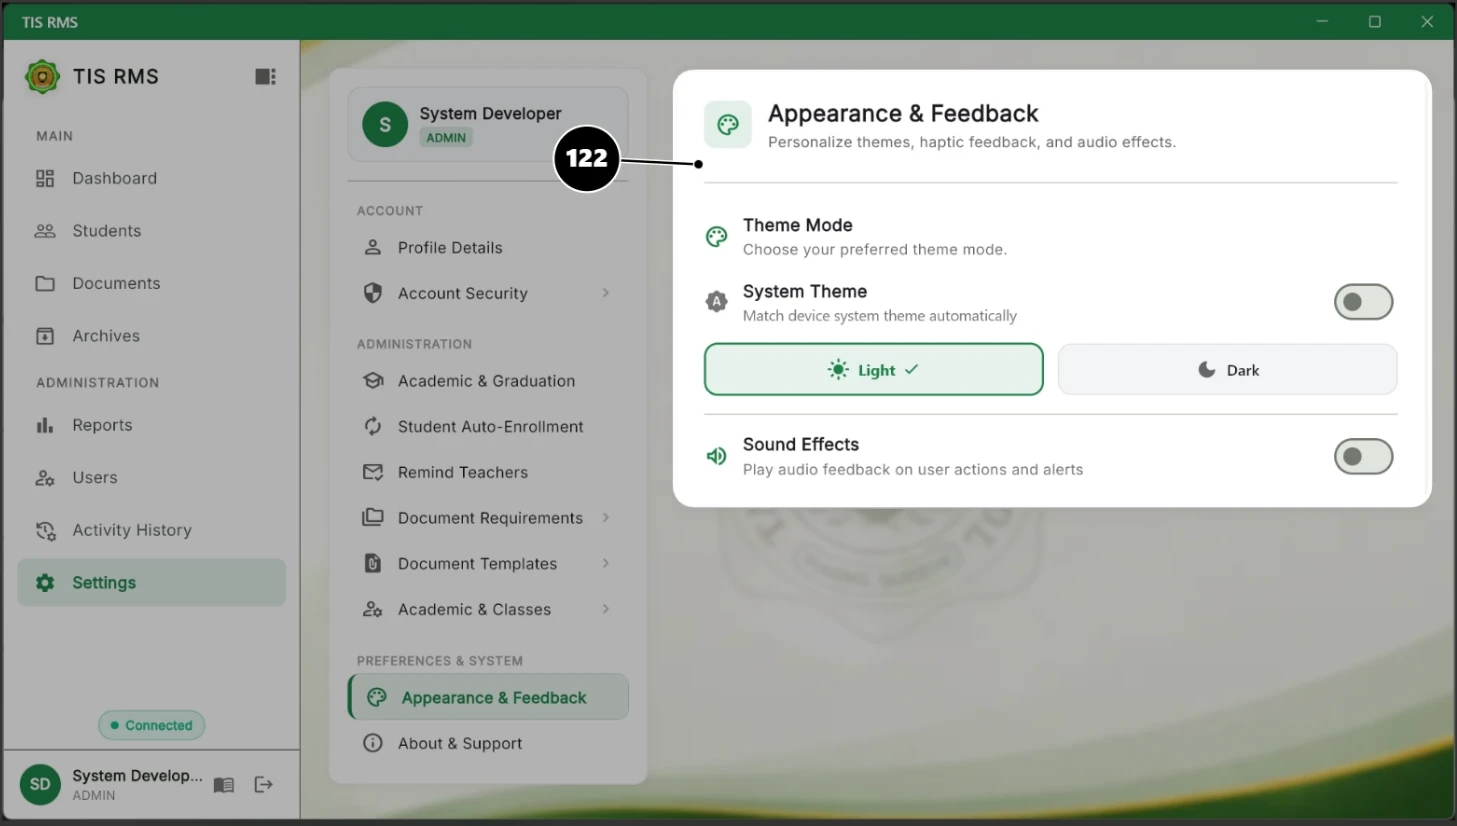 TIS RMS
TIS RMS
MAIN
Dashboard
Students
Documents
Archives
ADMINISTRATION
Reports
Users
Activity History
Settings
Connected
SD
System Develop...
ADMIN
S
System Developer
ADMIN
122
ACCOUNT
Profile Details
Account Security
ADMINISTRATION
Academic & Graduation
Student Auto-Enrollment
Remind Teachers
Document Requirements
Document Templates
Academic & Classes
PREFERENCES & SYSTEM
Appearance & Feedback
About & Support
Appearance & Feedback
Personalize themes, haptic feedback, and audio effects.
Theme Mode
Choose your preferred theme mode.
A
System Theme
Match device system theme automatically
Light
Dark
Sound Effects
Play audio feedback on user actions and alerts